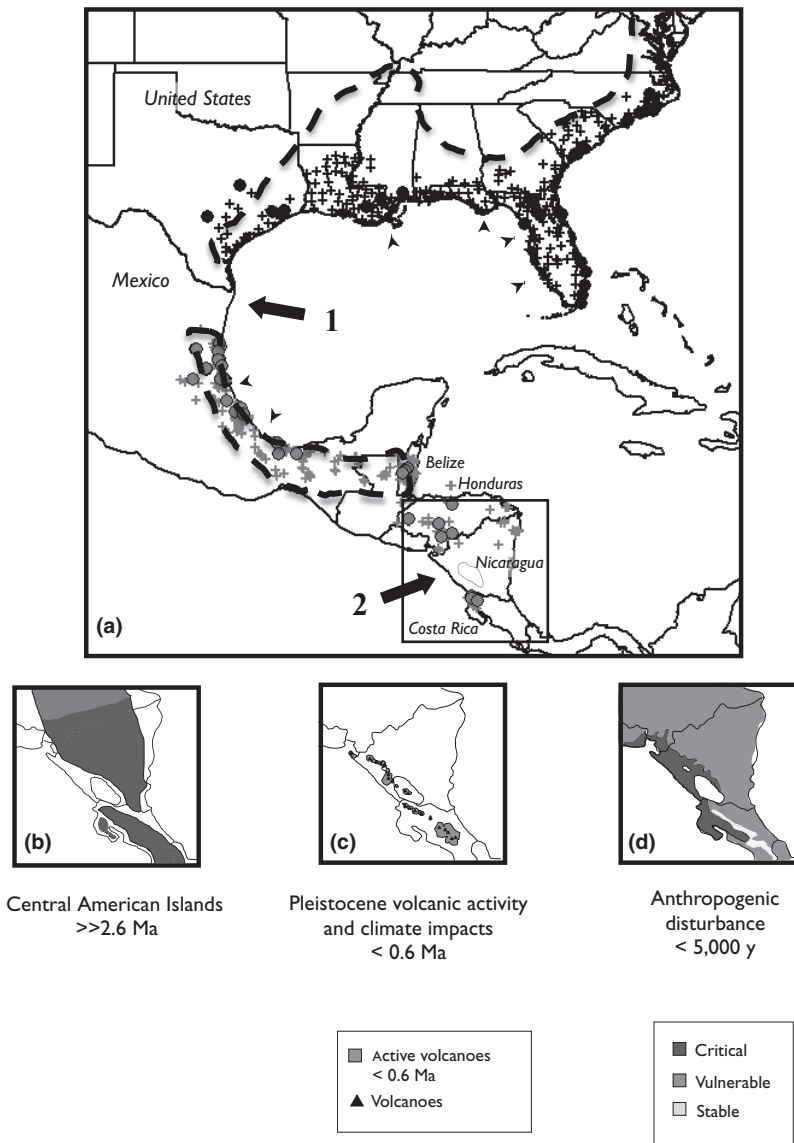 United States
Mexico
1
Belize
Honduras
Nicaragua
2
Costa Rica
(a)
(b)
(c)
(d)
Central American Islands
>>2.6 Ma
Pleistocene volcanic activity
and climate impacts
< 0.6 Ma
Anthropogenic
disturbance
< 5,000 y
Active volcanoes
< 0.6 Ma
Volcanoes
Critical
Vulnerable
Stable